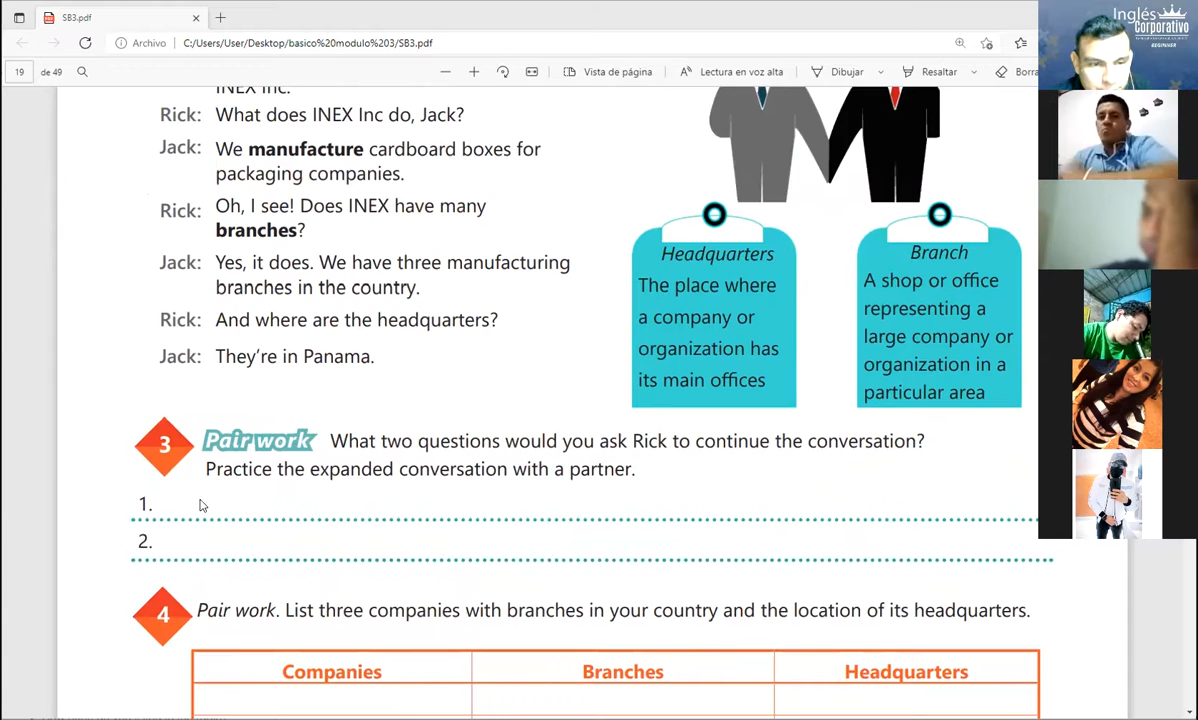 SB3.pdf
Archivo
C:/Users/User/Desktop/basico%20modulo%203/SB3.pdf
19
de 49
Vista de página
Lectura en voz alta
Dibujar
Resaltar
Borra
Inglés
Corporativo
BEGINNER
INEX Inc.
Rick: What does INEX Inc do, Jack?
Jack: We manufacture cardboard boxes for
packaging companies.
Rick: Oh, I see! Does INEX have many
branches?
Jack: Yes, it does. We have three manufacturing
branches in the country.
Rick: And where are the headquarters?
Jack: They're in Panama.
Headquarters
The place where
a company or
organization has
its main offices
Branch
A shop or office
representing a
large company or
organization in a
particular area
3 Pair work What two questions would you ask Rick to continue the conversation?
Practice the expanded conversation with a partner.
1.
2.
4 Pair work. List three companies with branches in your country and the location of its headquarters.
Companies Branches Headquarters